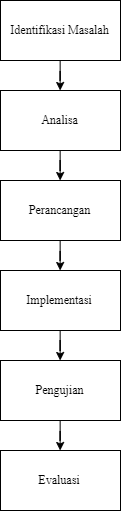 Identifikasi Masalah
Analisa
Perancangan
Implementasi
Pengujian
Evaluasi